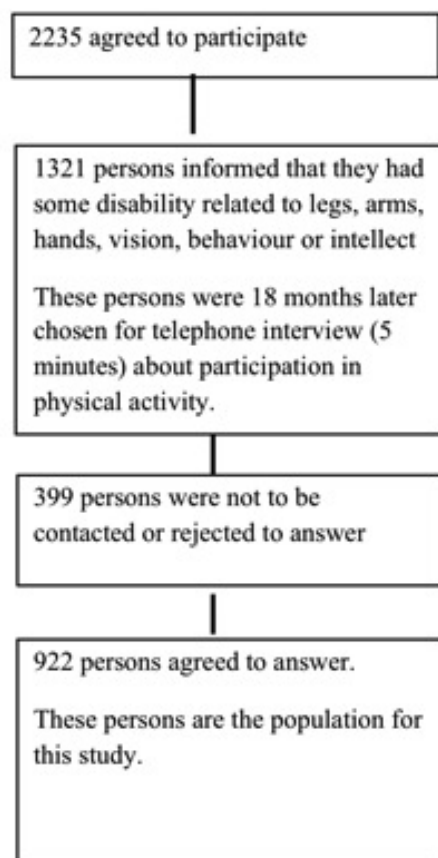 2235 agreed to participate
1321 persons informed that they had
some disability related to legs, arms,
hands, vision, behaviour or intellect
These persons were 18 months later
chosen for telephone interview (5
minutes) about participation in
physical activity.
399 persons were not to be
contacted or rejected to answer
922 persons agreed to answer.
These persons are the population for
this study.